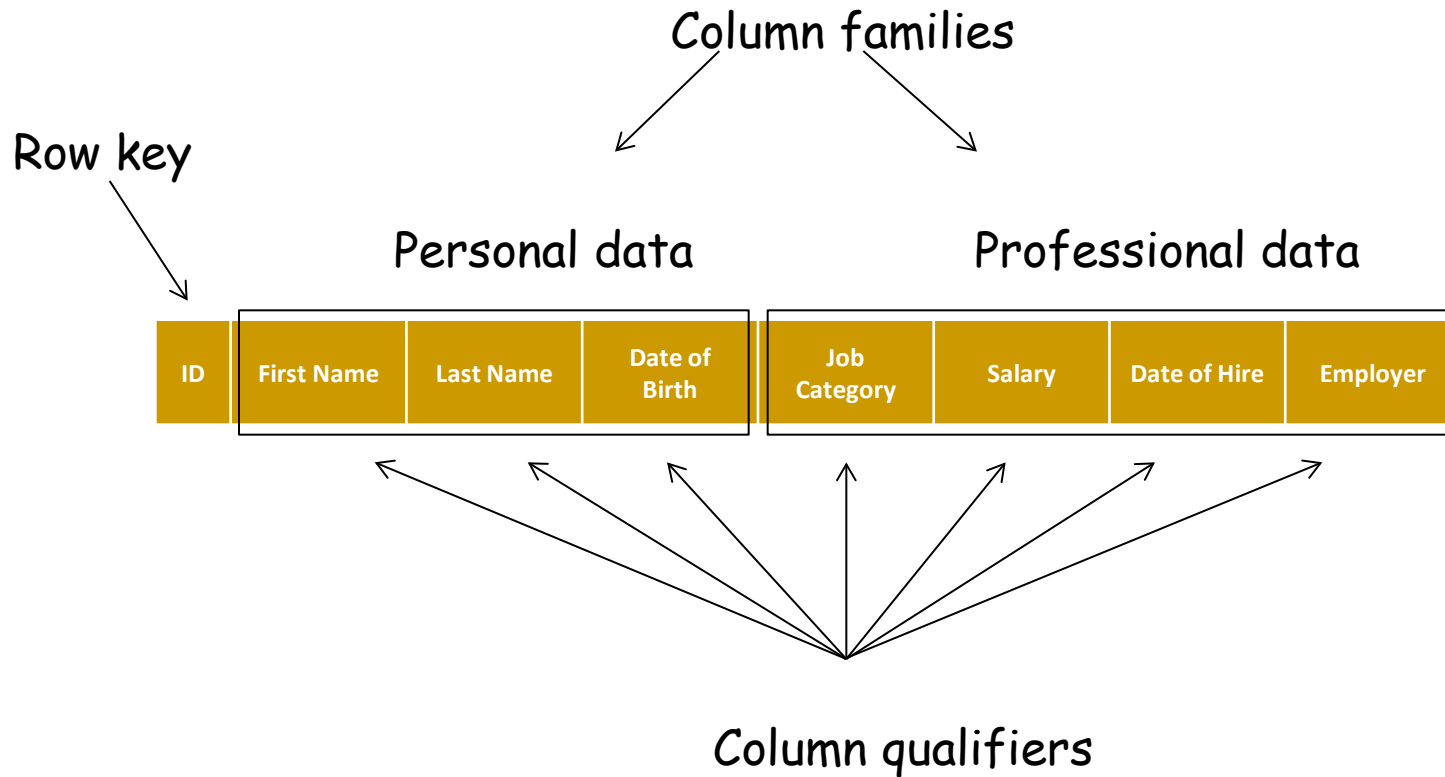 Column families
Row key
Personal data
Professional data
ID
First Name
Last Name
Date of
Birth
Job
Category
Salary
Date of Hire
Employer
Column qualifiers